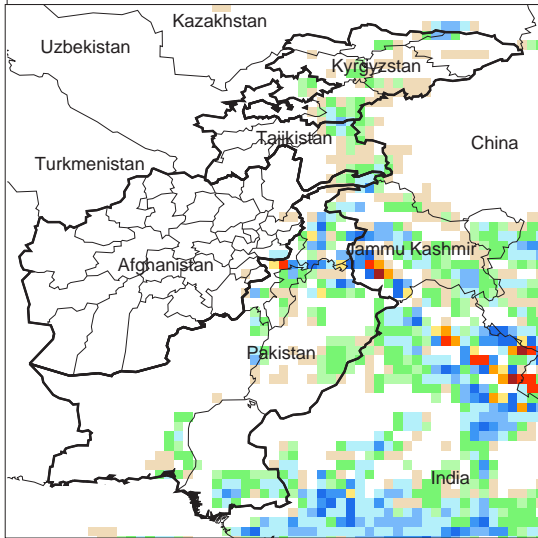 Kazakhstan
Uzbekistan
Kyrgyzstan
China
Tajikistan
Turkmenistan
Jammu Kashmir
Afghanistan
Pakistan
India